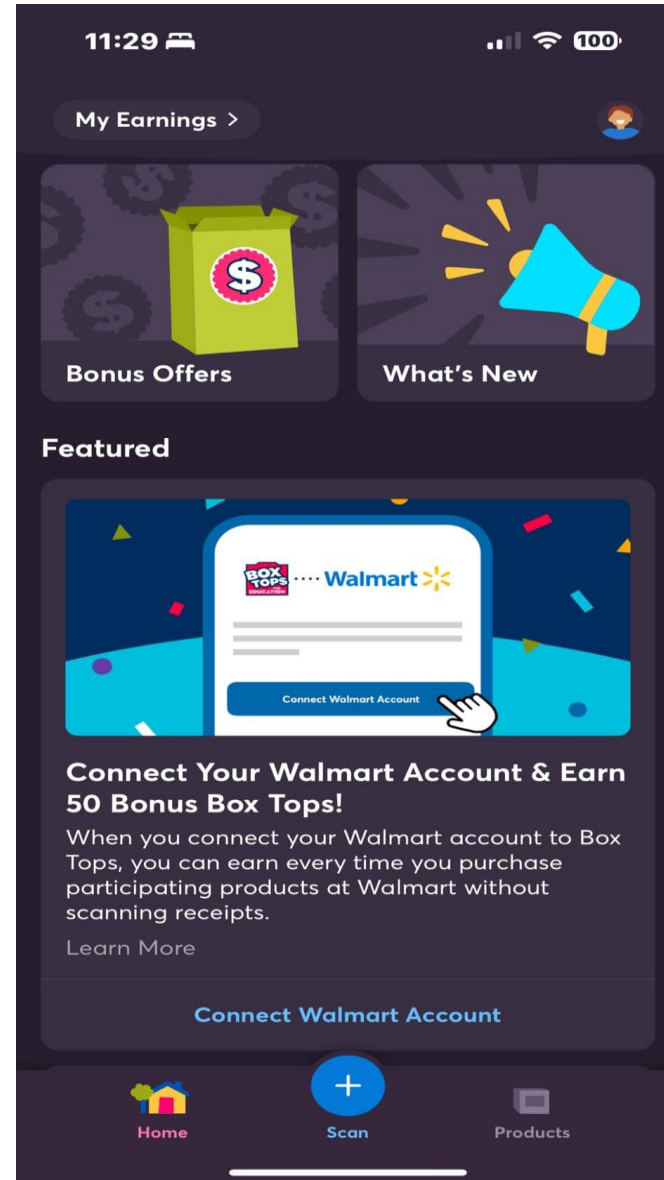 11:29
100
My Earnings >
$
Bonus Offers
What's New
Featured
BOX TOPS FOR EDUCATION
Walmart
Connect Walmart Account
Connect Your Walmart Account & Earn
50 Bonus Box Tops!
When you connect your Walmart account to Box
Tops, you can earn every time you purchase
participating products at Walmart without
scanning receipts.
Learn More
Connect Walmart Account
+
Home
Scan
Products